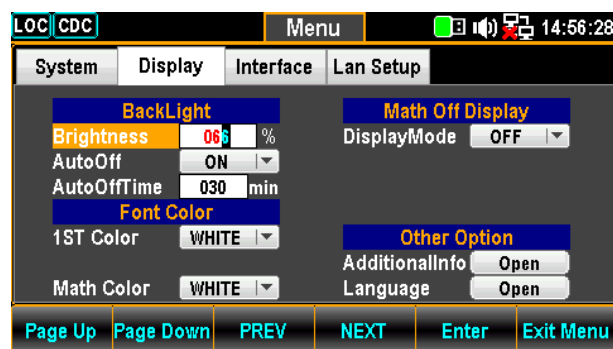 LOC CDC Menu 14:56:28
System Display Interface Lan Setup
BackLight
Brightness 066 %
AutoOff ON
AutoOffTime 030 min
Font Color
1ST Color WHITE
Math Color WHITE
Math Off Display
DisplayMode OFF
Other Option
AdditionalInfo Open
Language Open
Page Up Page Down PREV NEXT Enter Exit Menu